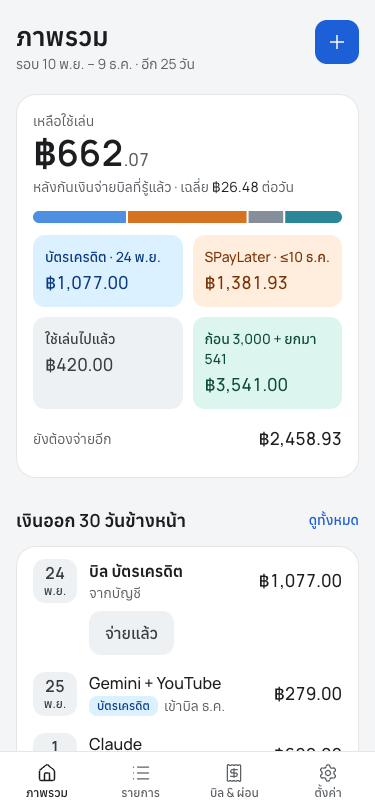 ภาพรวม
รอบ 10 พ.ย. – 9 ธ.ค. · อีก 25 วัน
เหลือใช้เล่น
฿662.07
หลังกันเงินจ่ายบิลที่รู้แล้ว · เฉลี่ย ฿26.48 ต่อวัน
บัตรเครดิต · 24 พ.ย.
฿1,077.00
SPayLater · ≤10 ธ.ค.
฿1,381.93
ใช้เล่นไปแล้ว
฿420.00
ก้อน 3,000 + ยกมา
541
฿3,541.00
ยังต้องจ่ายอีก
฿2,458.93
เงินออก 30 วันข้างหน้า
ดูทั้งหมด
24
พ.ย.
บิล บัตรเครดิต
จากบัญชี
฿1,077.00
จ่ายแล้ว
25
พ.ย.
Gemini + YouTube
บัตรเครดิต เข้าบิล ธ.ค.
฿279.00
1
Claude
ภาพรวม
รายการ
บิล & ผ่อน
ตั้งค่า